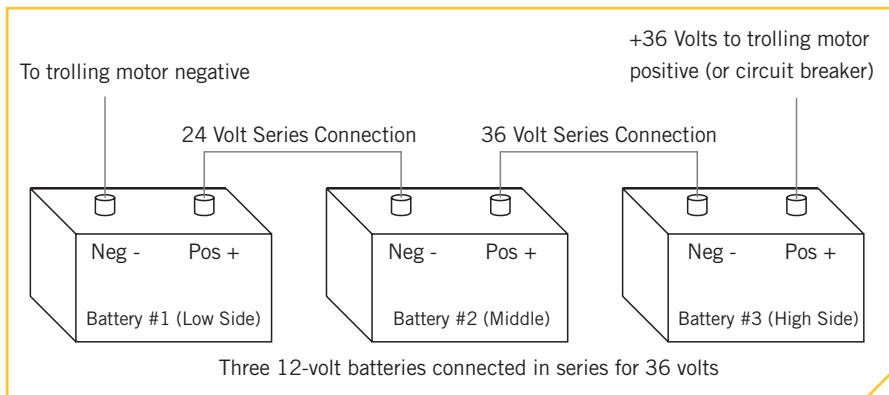 +36 Volts to trolling motor
positive (or circuit breaker)
To trolling motor negative
24 Volt Series Connection
36 Volt Series Connection
Neg -
Pos +
Neg -
Pos +
Neg -
Pos +
Battery #1 (Low Side)
Battery #2 (Middle)
Battery #3 (High Side)
Three 12-volt batteries connected in series for 36 volts